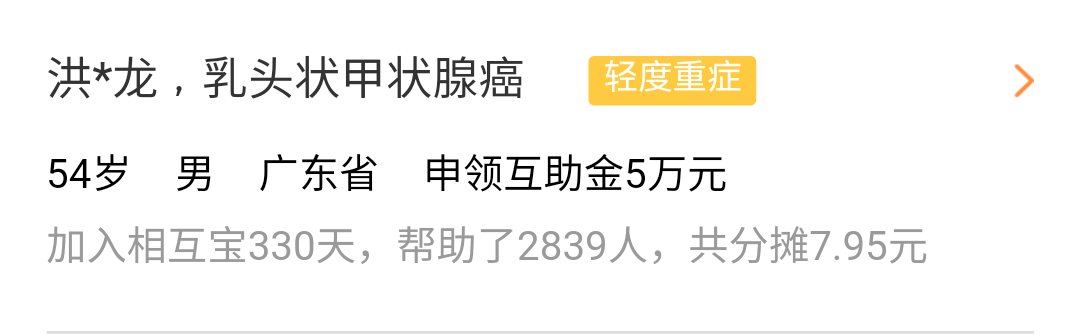 洪*龙，乳头状甲状腺癌 轻度重症
54岁 男 广东省 申领互助金5万元
加入相互宝330天，帮助了2839人，共分摊7.95元